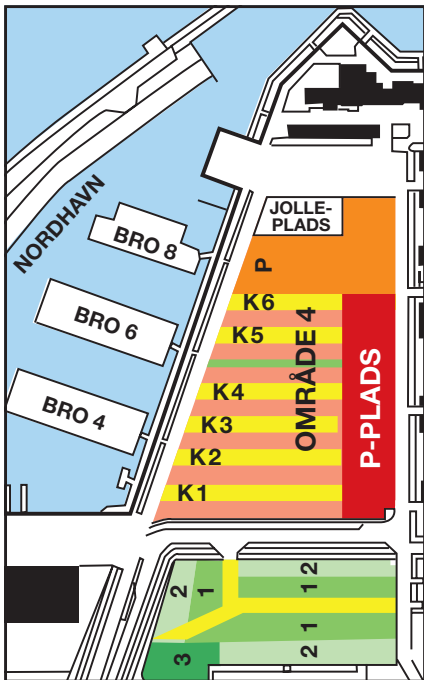 NORDHAVN
BRO 8
BRO 6
BRO 4
JOLLE-
PLADS
P
K6
K5
K4
K3
K2
K1
OMRÅDE 4
P-PLADS
2
1
2
1
1
2
3